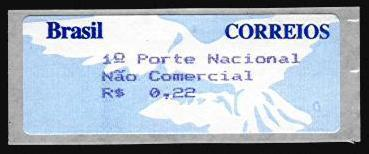 Brasil CORREIOS
1º Porte Nacional
Não Comercial
R$ 0,22